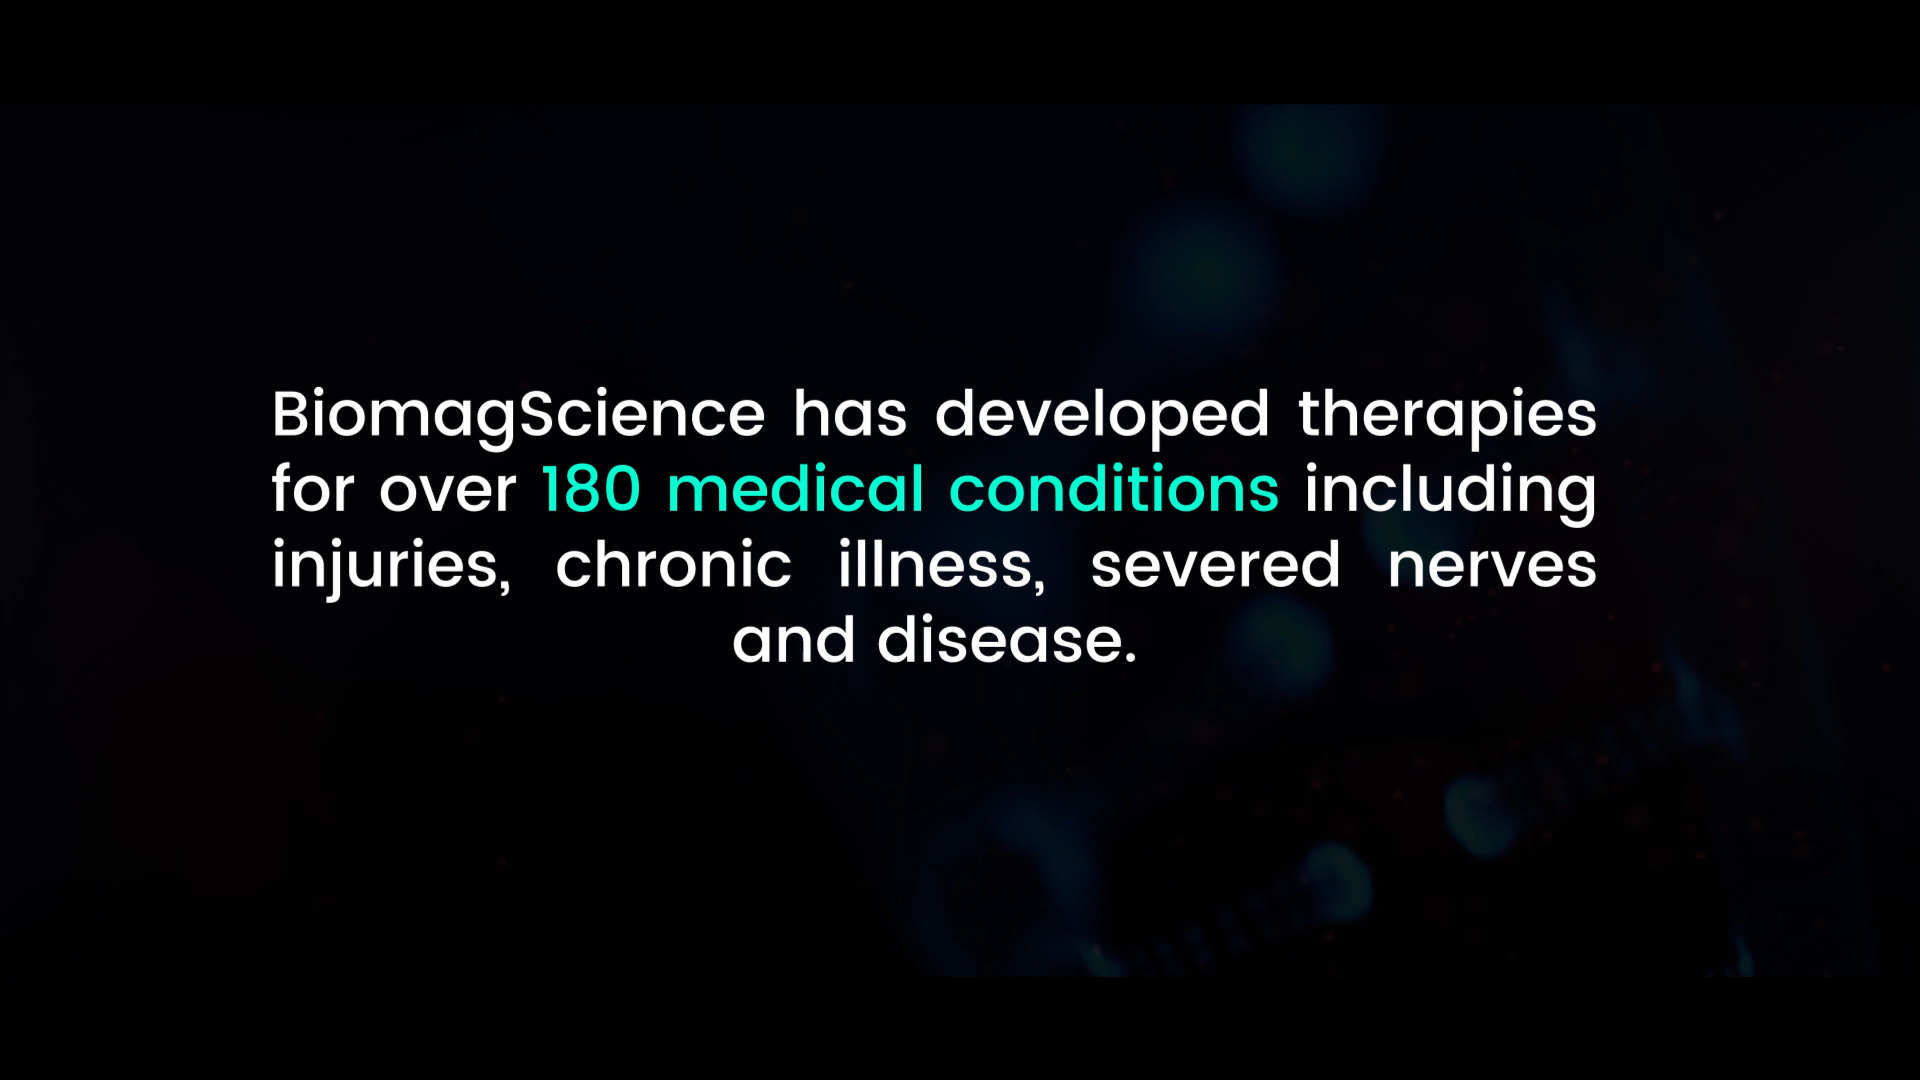 BiomagScience has developed therapies
for over 180 medical conditions including
injuries, chronic illness, severed nerves
and disease.